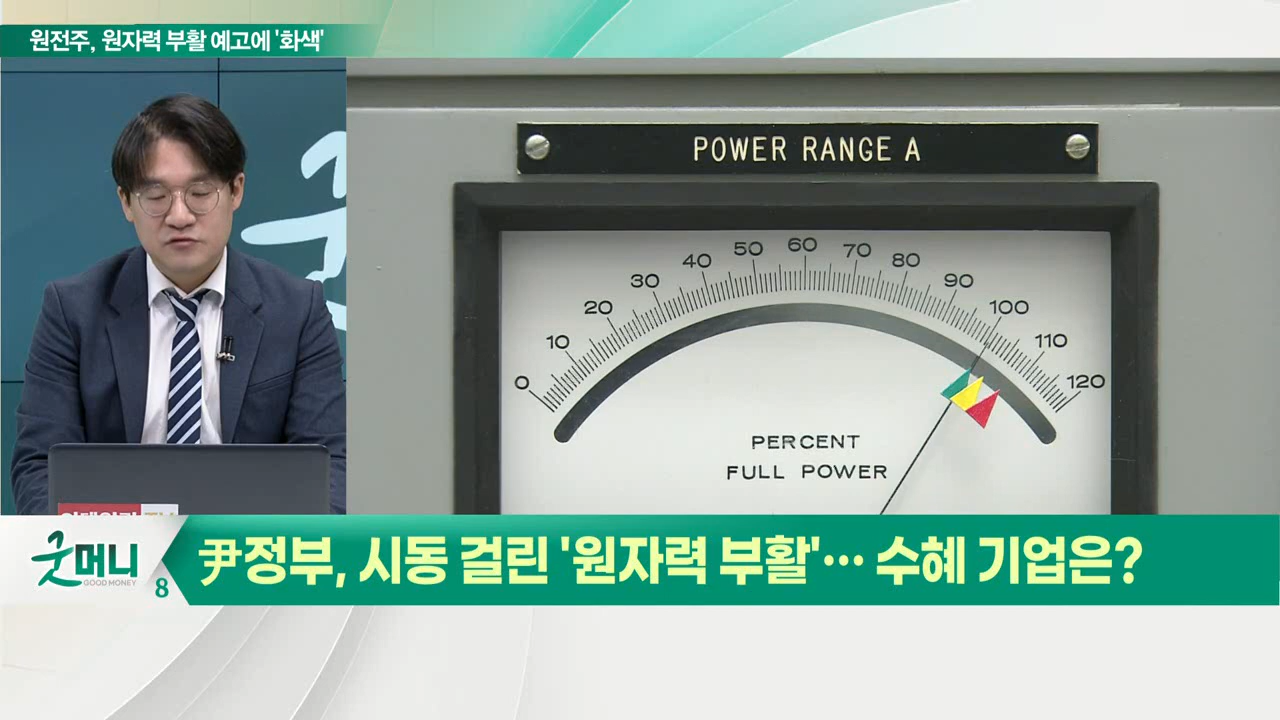 원전주, 원자력 부활 예고에 '화색'
POWER RANGE A
0 10 20 30 40 50 60 70 80 90 100 110 120
PERCENT
FULL POWER
굿머니
GOOD MONEY
8
尹정부, 시동 걸린 '원자력 부활'… 수혜 기업은?